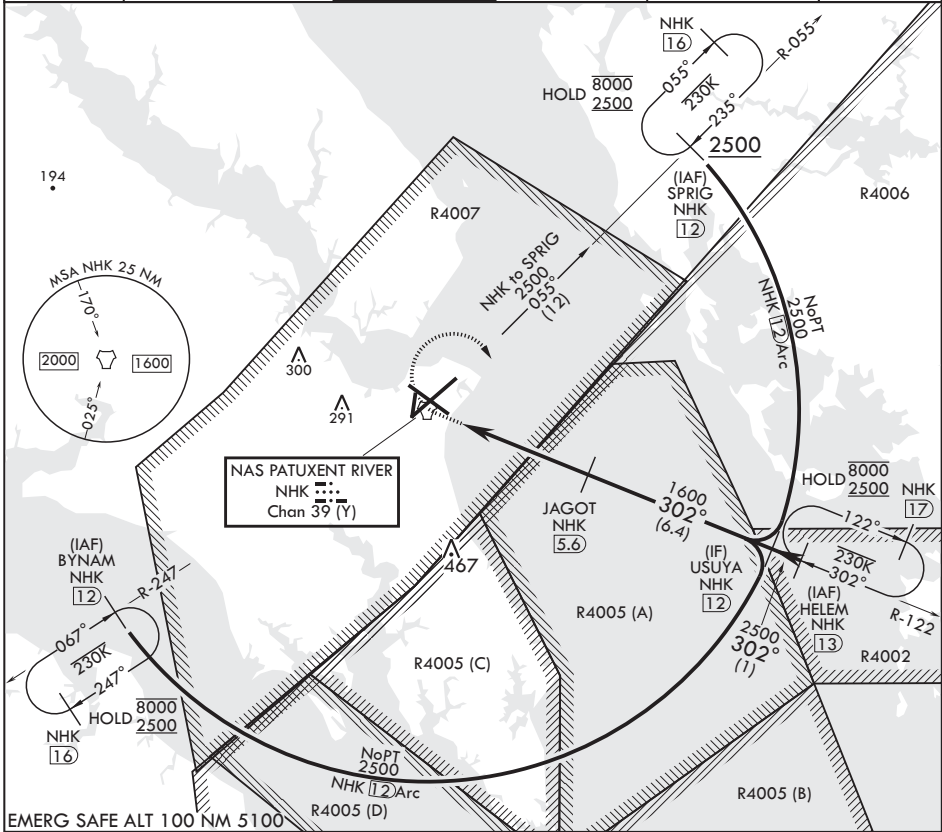 NHK
16
R-055
055°
230K
235°
HOLD 8000
2500
2500
(IAF)
SPRIG
NHK
12
R4006
194
R4007
MSA NHK 25 NM
170°
2000
1600
025°
NHK to SPRIG
2500
055°
(12)
NoPT
2500
NHK 12 Arc
300
291
NAS PATUXENT RIVER
NHK
Chan 39 (Y)
HOLD 8000
2500
NHK
17
JAGOT
NHK
5.6
1600
302°
(6.4)
122°
230K
302°
(IAF)
BYNAM
NHK
12
R-247
467
(IF)
USUYA
NHK
12
(IAF)
HELEM
NHK
13
R-122
R4005 (A)
2500
302°
(1)
R4002
067°
230K
247°
R4005 (C)
HOLD 8000
2500
NHK
16
NoPT
2500
NHK 12 Arc
R4005 (D)
R4005 (B)
EMERG SAFE ALT 100 NM 5100